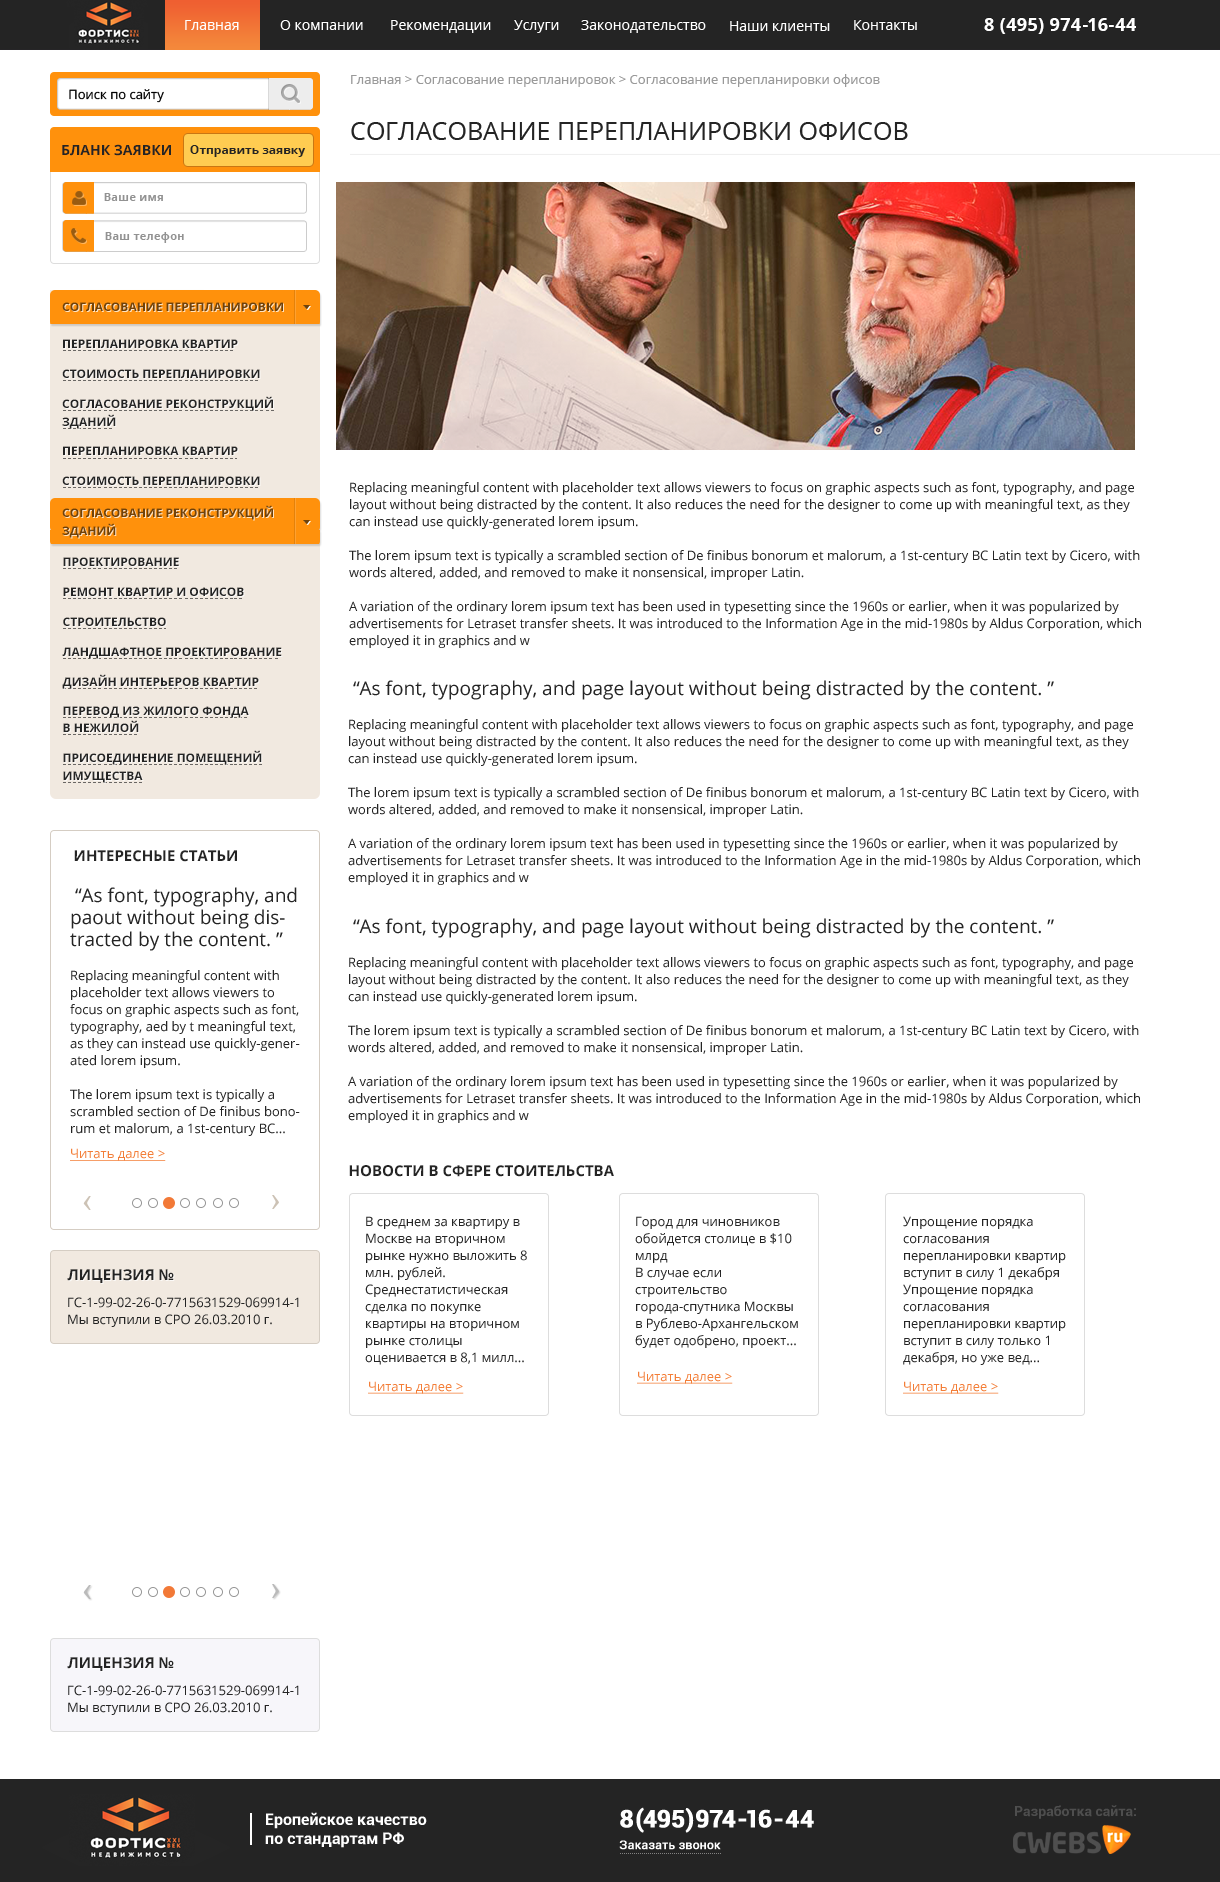 ФОРТИС XXI ВЕК
НЕДВИЖИМОСТЬ
Главная
О компании
Рекомендации
Услуги
Законодательство
Наши клиенты
Контакты
8 (495) 974-16-44
Поиск по сайту
БЛАНК ЗАЯВКИ
Отправить заявку
Ваше имя
Ваш телефон
СОГЛАСОВАНИЕ ПЕРЕПЛАНИРОВКИ
ПЕРЕПЛАНИРОВКА КВАРТИР
СТОИМОСТЬ ПЕРЕПЛАНИРОВКИ
СОГЛАСОВАНИЕ РЕКОНСТРУКЦИЙ
ЗДАНИЙ
ПЕРЕПЛАНИРОВКА КВАРТИР
СТОИМОСТЬ ПЕРЕПЛАНИРОВКИ
СОГЛАСОВАНИЕ РЕКОНСТРУКЦИЙ
ЗДАНИЙ
ПРОЕКТИРОВАНИЕ
РЕМОНТ КВАРТИР И ОФИСОВ
СТРОИТЕЛЬСТВО
ЛАНДШАФТНОЕ ПРОЕКТИРОВАНИЕ
ДИЗАЙН ИНТЕРЬЕРОВ КВАРТИР
ПЕРЕВОД ИЗ ЖИЛОГО ФОНДА
В НЕЖИЛОЙ
ПРИСОЕДИНЕНИЕ ПОМЕЩЕНИЙ
ИМУЩЕСТВА
ИНТЕРЕСНЫЕ СТАТЬИ
“As font, typography, and
paout without being dis-
tracted by the content. ”
Replacing meaningful content with
placeholder text allows viewers to
focus on graphic aspects such as font,
typography, aed by t meaningful text,
as they can instead use quickly-gener-
ated lorem ipsum.
The lorem ipsum text is typically a
scrambled section of De finibus bono-
rum et malorum, a 1st-century BC...
Читать далее >
ЛИЦЕНЗИЯ №
ГС-1-99-02-26-0-7715631529-069914-1
Мы вступили в СРО 26.03.2010 г.
ЛИЦЕНЗИЯ №
ГС-1-99-02-26-0-7715631529-069914-1
Мы вступили в СРО 26.03.2010 г.
Главная > Согласование перепланировок > Согласование перепланировки офисов
СОГЛАСОВАНИЕ ПЕРЕПЛАНИРОВКИ ОФИСОВ
Replacing meaningful content with placeholder text allows viewers to focus on graphic aspects such as font, typography, and page
layout without being distracted by the content. It also reduces the need for the designer to come up with meaningful text, as they
can instead use quickly-generated lorem ipsum.
The lorem ipsum text is typically a scrambled section of De finibus bonorum et malorum, a 1st-century BC Latin text by Cicero, with
words altered, added, and removed to make it nonsensical, improper Latin.
A variation of the ordinary lorem ipsum text has been used in typesetting since the 1960s or earlier, when it was popularized by
advertisements for Letraset transfer sheets. It was introduced to the Information Age in the mid-1980s by Aldus Corporation, which
employed it in graphics and w
“As font, typography, and page layout without being distracted by the content. ”
Replacing meaningful content with placeholder text allows viewers to focus on graphic aspects such as font, typography, and page
layout without being distracted by the content. It also reduces the need for the designer to come up with meaningful text, as they
can instead use quickly-generated lorem ipsum.
The lorem ipsum text is typically a scrambled section of De finibus bonorum et malorum, a 1st-century BC Latin text by Cicero, with
words altered, added, and removed to make it nonsensical, improper Latin.
A variation of the ordinary lorem ipsum text has been used in typesetting since the 1960s or earlier, when it was popularized by
advertisements for Letraset transfer sheets. It was introduced to the Information Age in the mid-1980s by Aldus Corporation, which
employed it in graphics and w
“As font, typography, and page layout without being distracted by the content. ”
Replacing meaningful content with placeholder text allows viewers to focus on graphic aspects such as font, typography, and page
layout without being distracted by the content. It also reduces the need for the designer to come up with meaningful text, as they
can instead use quickly-generated lorem ipsum.
The lorem ipsum text is typically a scrambled section of De finibus bonorum et malorum, a 1st-century BC Latin text by Cicero, with
words altered, added, and removed to make it nonsensical, improper Latin.
A variation of the ordinary lorem ipsum text has been used in typesetting since the 1960s or earlier, when it was popularized by
advertisements for Letraset transfer sheets. It was introduced to the Information Age in the mid-1980s by Aldus Corporation, which
employed it in graphics and w
НОВОСТИ В СФЕРЕ СТОИТЕЛЬСТВА
В среднем за квартиру в
Москве на вторичном
рынке нужно выложить 8
млн. рублей.
Среднестатистическая
сделка по покупке
квартиры на вторичном
рынке столицы
оценивается в 8,1 милл...
Читать далее >
Город для чиновников
обойдется столице в $10
млрд
В случае если
строительство
города-спутника Москвы
в Рублево-Архангельском
будет одобрено, проект...
Читать далее >
Упрощение порядка
согласования
перепланировки квартир
вступит в силу 1 декабря
Упрощение порядка
согласования
перепланировки квартир
вступит в силу только 1
декабря, но уже вед...
Читать далее >
ФОРТИС XXI ВЕК
НЕДВИЖИМОСТЬ
Еропейское качество
по стандартам РФ
8(495)974-16-44
Заказать звонок
Разработка сайта:
CWEBS ru